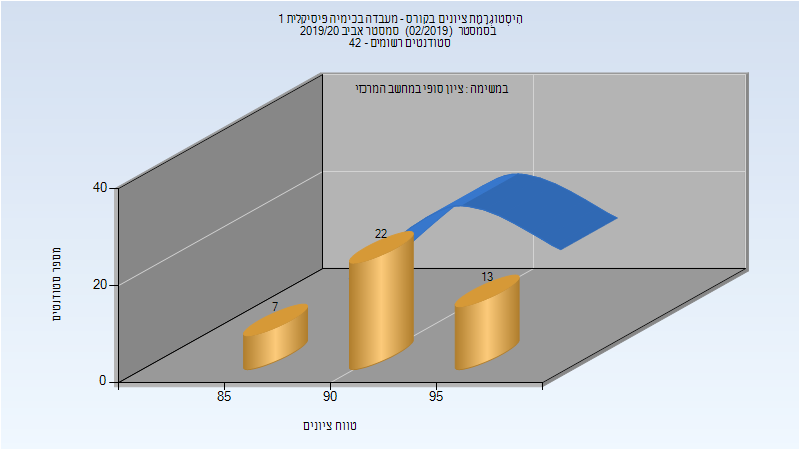 היסטוגרמת ציונים בקורס - מעבדה בכימיה פיסיקלית 1
בסמסטר (02/2019) סמסטר אביב 2019/20
סטודנטים רשומים - 42
במשימה : ציון סופי במחשב המרכזי
40
20
0
מספר סטודנטים
7
22
13
85
90
95
טווח ציונים